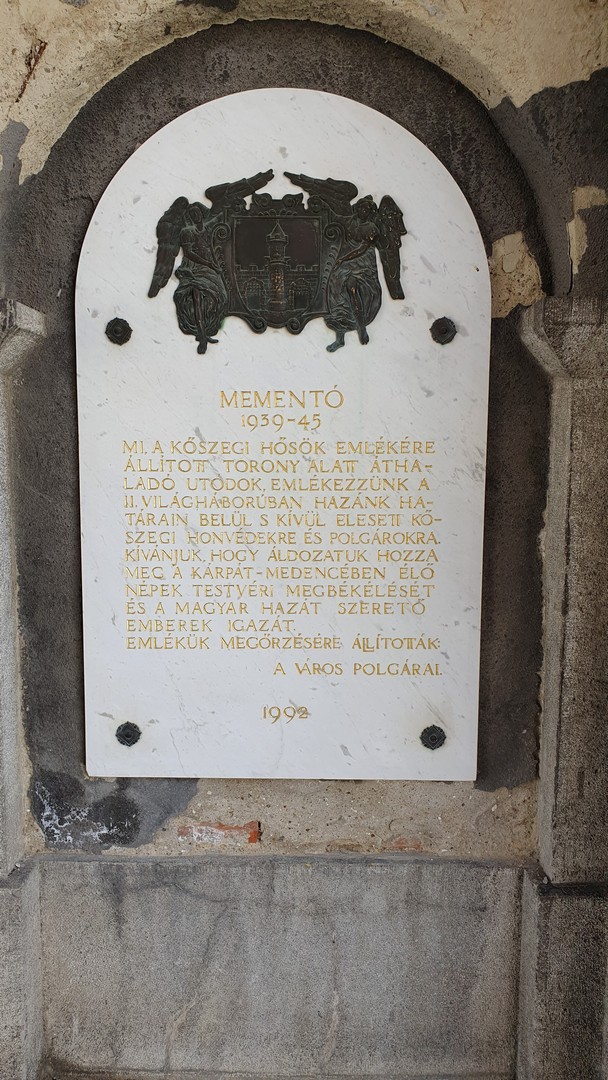 MEMENTÓ
1939-45
MI, A KŐSZEGI HŐSÖK EMLÉKÉRE
ÁLLÍTOTT TORONY ALATT ÁTHA-
LADÓ UTÓDOK, EMLÉKEZZÜNK A
II. VILÁGHÁBORÚBAN HAZÁNK HA-
TÁRAIN BELÜL S KÍVÜL ELESETT KŐ-
SZEGI HONVÉDEKRE ÉS POLGÁROKRA.
KÍVÁNJUK, HOGY ÁLDOZATUK HOZZA
MEG A KÁRPÁT-MEDENCÉBEN ÉLŐ
NÉPEK TESTVÉRI MEGBÉKÉLÉSÉT
ÉS A MAGYAR HAZÁT SZERETŐ
EMBEREK IGAZÁT.
EMLÉKÜK MEGŐRZÉSÉRE ÁLLÍTOTTÁK:
A VÁROS POLGÁRAI.
1992